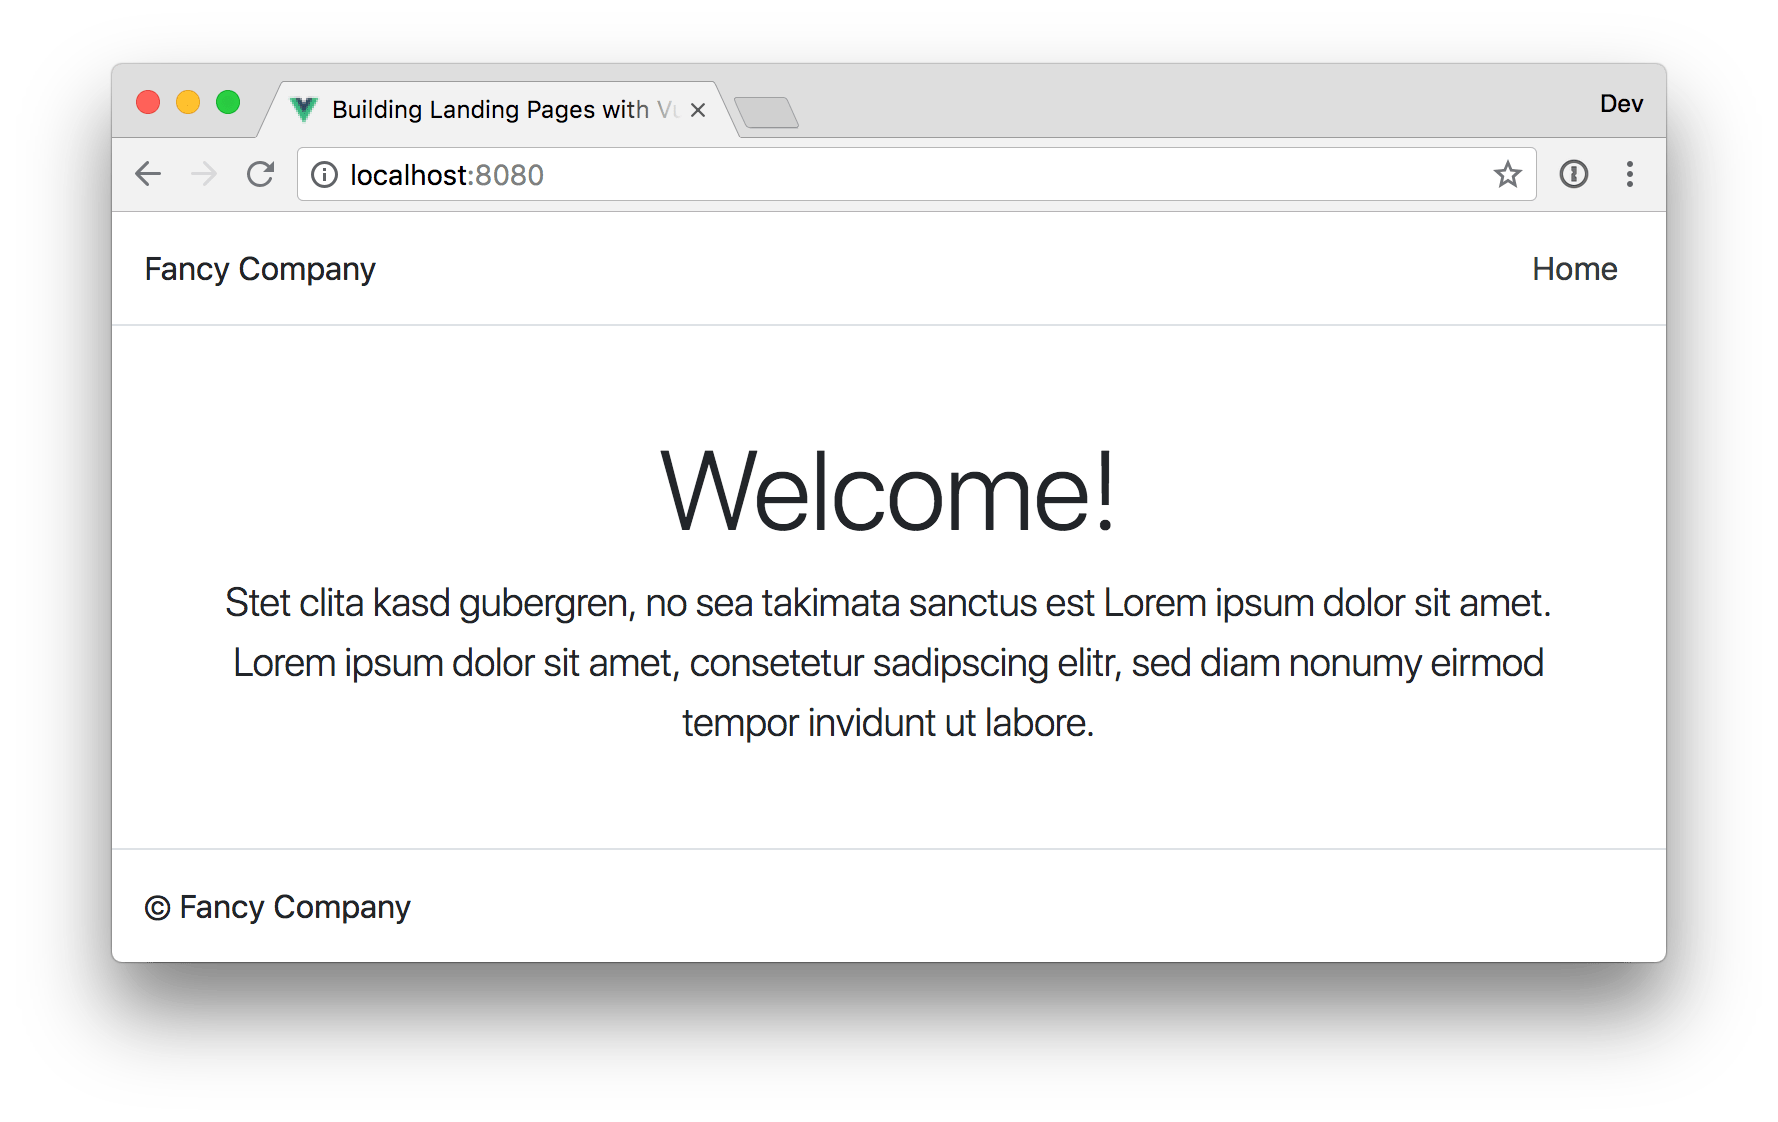 Building Landing Pages with Vu
Dev
localhost:8080
Fancy Company
Home
Welcome!
Stet clita kasd gubergren, no sea takimata sanctus est Lorem ipsum dolor sit amet.
Lorem ipsum dolor sit amet, consetetur sadipscing elitr, sed diam nonumy eirmod
tempor invidunt ut labore.
© Fancy Company